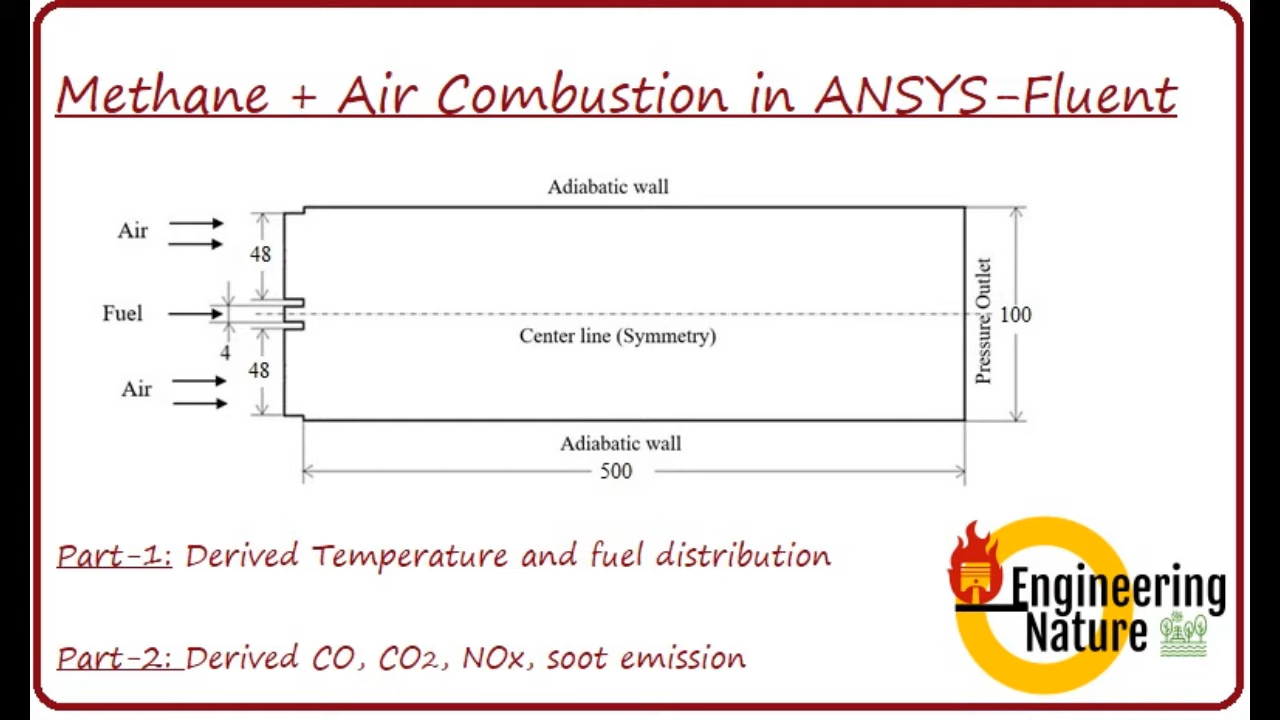 Methane + Air Combustion in ANSYS-Fluent
Adiabatic wall
Air
48
Fuel
Center line (Symmetry)
Pressure Outlet
100
4
48
Air
Adiabatic wall
500
Part-1: Derived Temperature and fuel distribution
Engineering
Nature
Part-2: Derived CO, CO2, NOx, soot emission